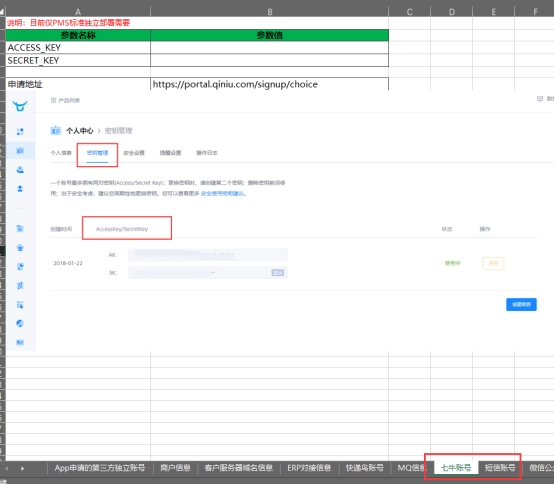 说明：目前仅PMS标准独立部署需要
参数名称 参数值
ACCESS_KEY
SECRET_KEY
申请地址 https://portal.qiniu.com/signup/choice
产品列表
个人中心 > 密钥管理
个人信息 密钥管理 安全设置 提醒设置 操作日志
一个账号最多拥有两对密钥(Access/Secret Key)；更换密钥时，请创建第二个密钥；删除密钥前须停
用；出于安全考虑，建议您周期性地更换密钥。您可以查看更多 安全使用密钥建议。
创建时间 AccessKey/SecretKey 状态 操作
AK:
2018-01-22 使用中
SK:
创建密钥
App申请的第三方独立账号 商户信息 客户服务器域名信息 ERP对接信息 快递鸟账号 MQ信息 七牛账号 短信账号 微信公